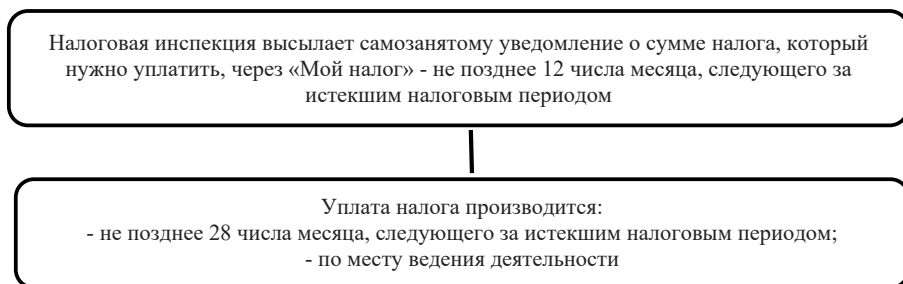 Налоговая инспекция высылает самозанятому уведомление о сумме налога, который
нужно уплатить, через «Мой налог» - не позднее 12 числа месяца, следующего за
истекшим налоговым периодом
Уплата налога производится:
- не позднее 28 числа месяца, следующего за истекшим налоговым периодом;
- по месту ведения деятельности